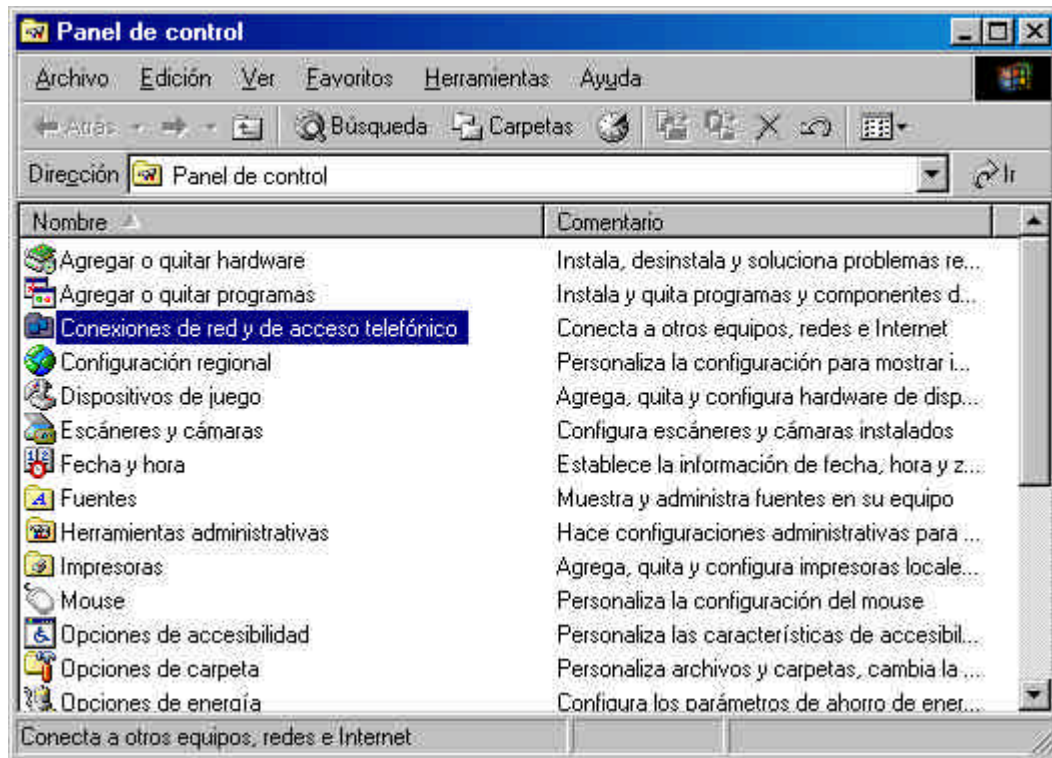 Panel de control
Archivo Edición Ver Favoritos Herramientas Ayuda
Atrás Búsqueda Carpetas
Dirección Panel de control Ir
Nombre Comentario
Agregar o quitar hardware Instala, desinstala y soluciona problemas re...
Agregar o quitar programas Instala y quita programas y componentes d...
Conexiones de red y de acceso telefónico Conecta a otros equipos, redes e Internet
Configuración regional Personaliza la configuración para mostrar i...
Dispositivos de juego Agrega, quita y configura hardware de disp...
Escáneres y cámaras Configura escáneres y cámaras instalados
Fecha y hora Establece la información de fecha, hora y z...
Fuentes Muestra y administra fuentes en su equipo
Herramientas administrativas Hace configuraciones administrativas para ...
Impresoras Agrega, quita y configura impresoras locale...
Mouse Personaliza la configuración del mouse
Opciones de accesibilidad Personaliza las características de accesibil...
Opciones de carpeta Personaliza archivos y carpetas, cambia la ...
Opciones de energía Configura los parámetros de ahorro de ener...
Conecta a otros equipos, redes e Internet